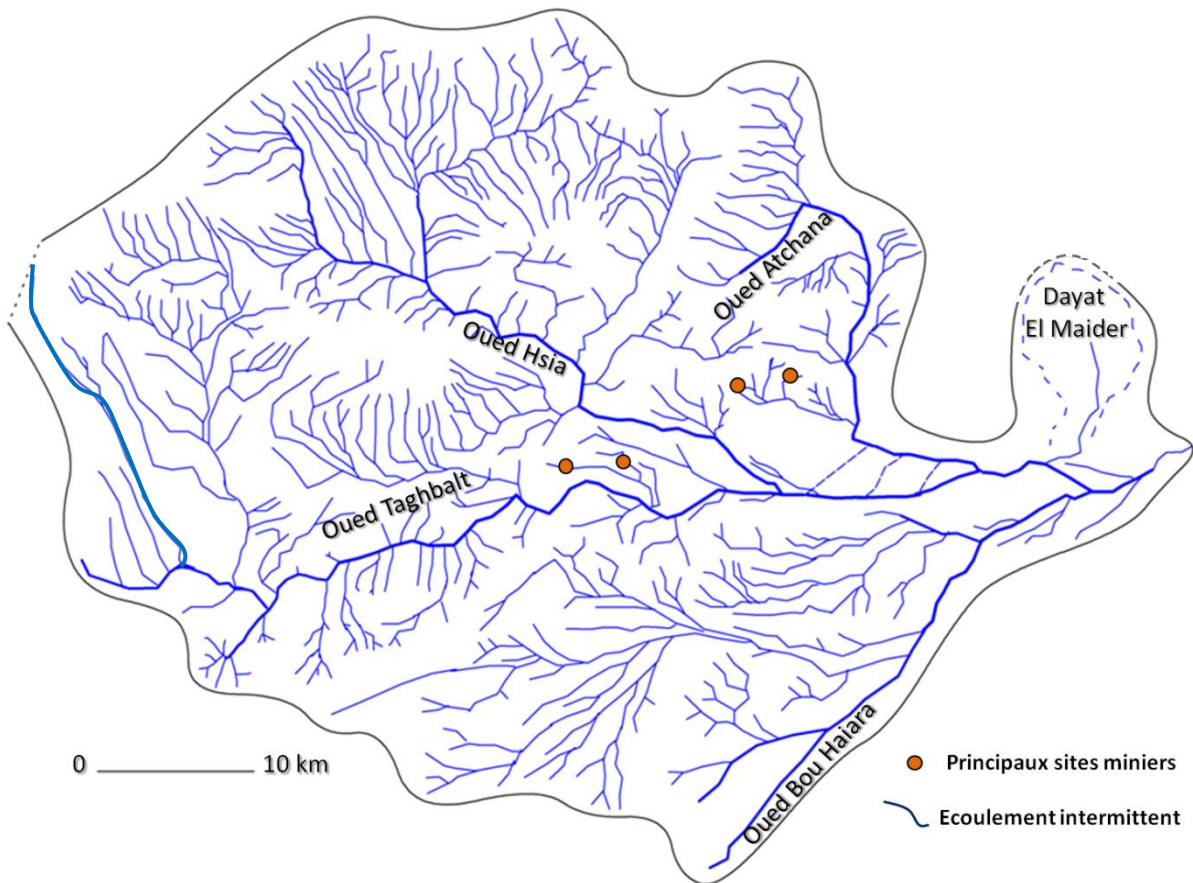 Oued Atchana
Dayat
El Maider
Oued Hsia
Oued Taghbalt
Oued Bou Haiara
0 10 km
Principaux sites miniers
Ecoulement intermittent